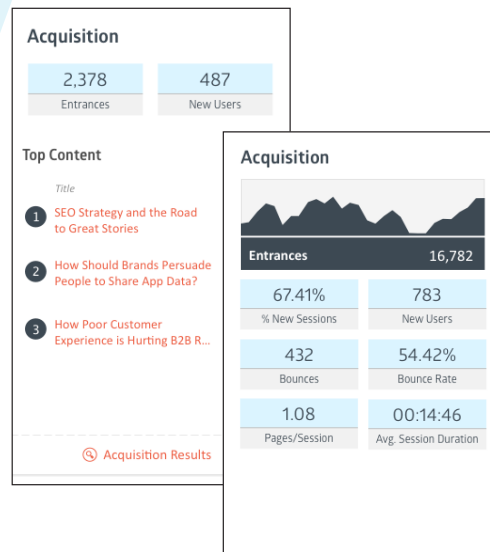 Acquisition
2,378
Entrances
487
New Users
Top Content
Title
1 SEO Strategy and the Road
to Great Stories
2 How Should Brands Persuade
People to Share App Data?
3 How Poor Customer
Experience is Hurting B2B R...
Acquisition Results
Acquisition
Entrances 16,782
67.41%
% New Sessions
783
New Users
432
Bounces
54.42%
Bounce Rate
1.08
Pages/Session
00:14:46
Avg. Session Duration